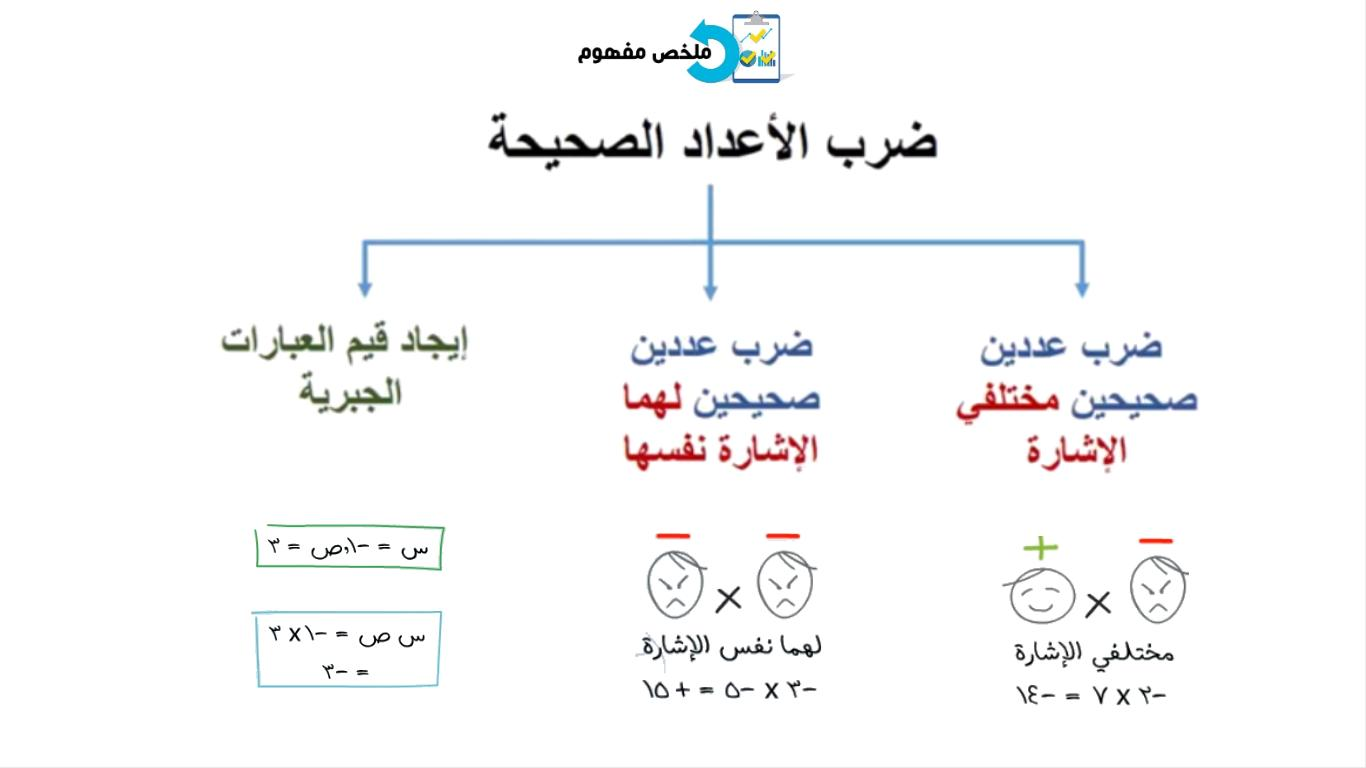 ملخص مفهوم
ضرب الأعداد الصحيحة
ضرب عددين
صحيحين مختلفي
الإشارة
+ × −
مختلفي الإشارة
−٢ × ٧ = −١٤
ضرب عددين
صحيحين لهما
الإشارة نفسها
− × −
لهما نفس الإشارة
−٣ × −٥ = +١٥
إيجاد قيم العبارات
الجبرية
س = −١، ص = ٣
س ص = −١ × ٣
= −٣